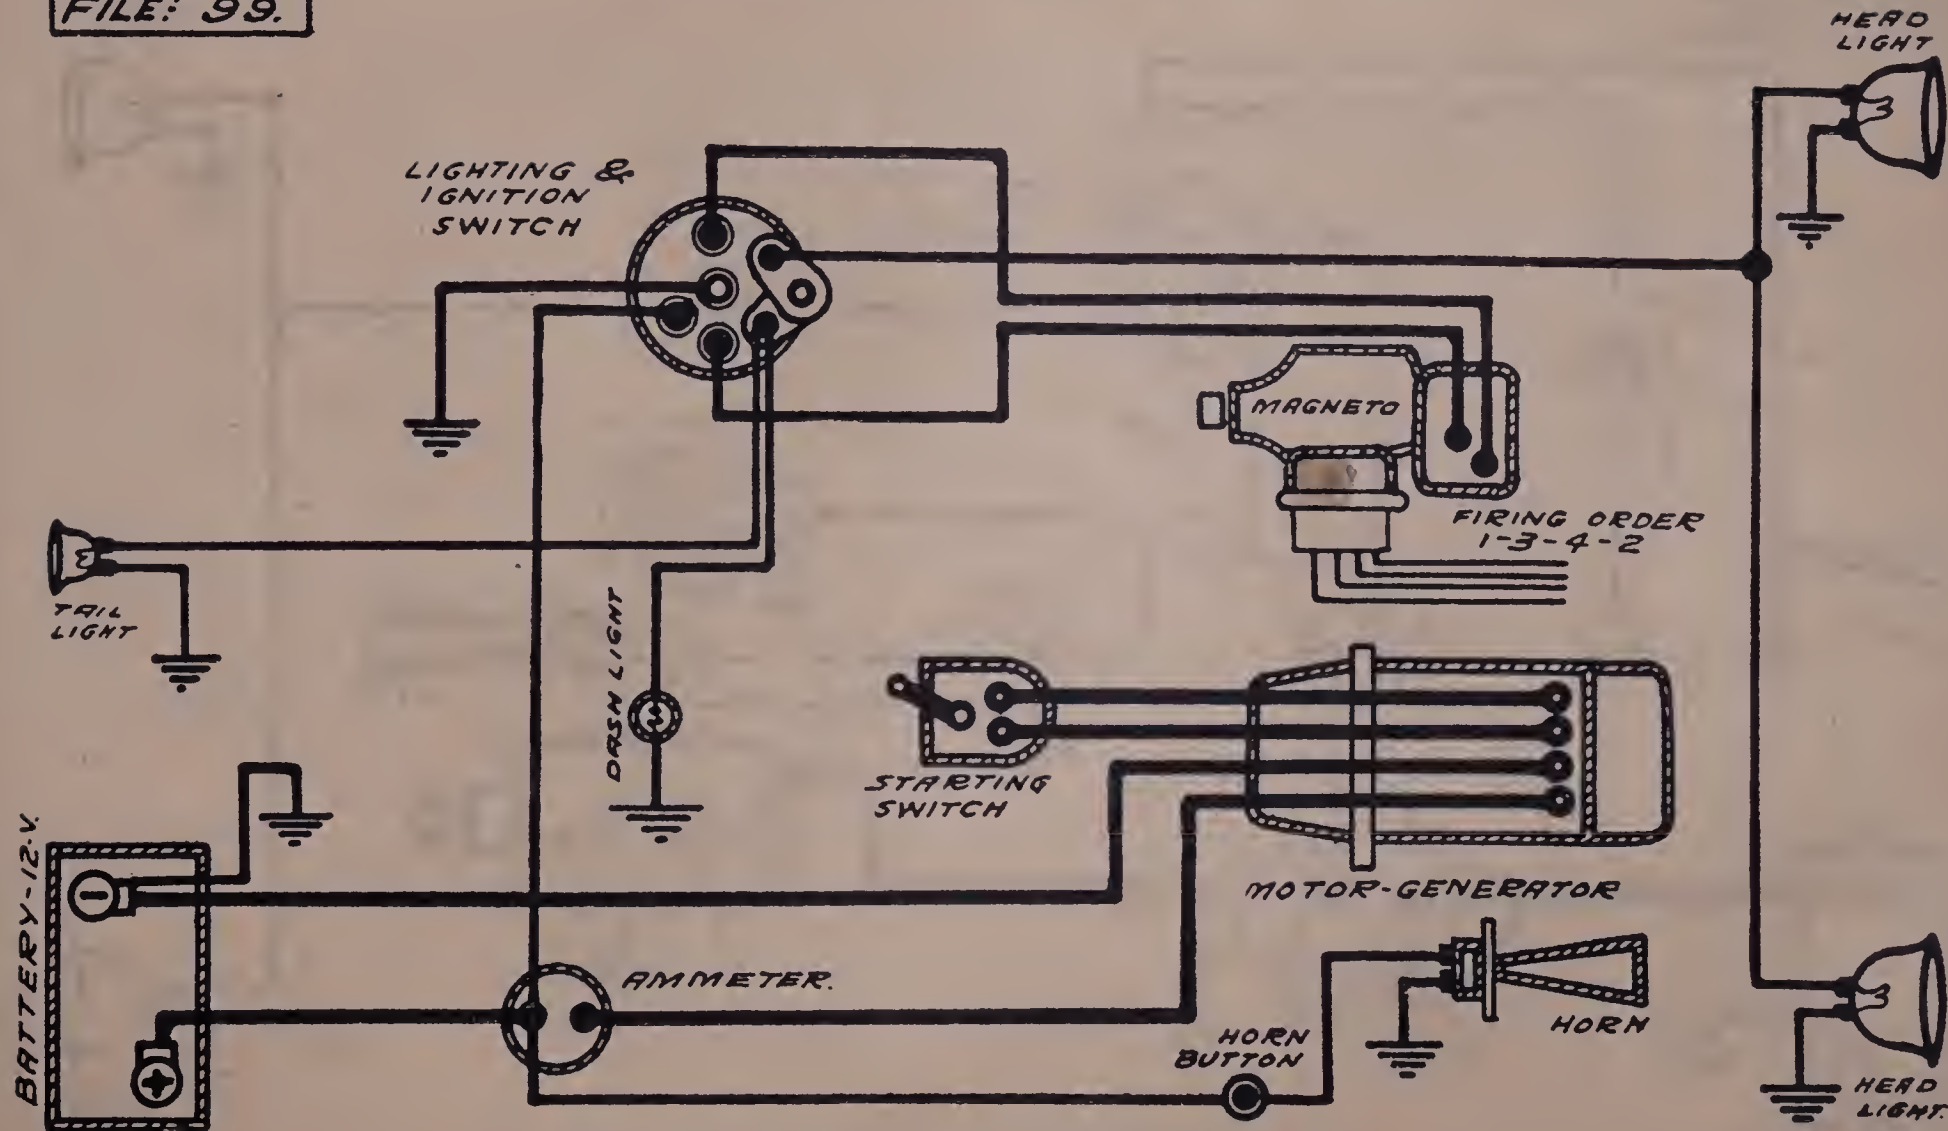 FILE: 99.
HEAD
LIGHT
LIGHTING &
IGNITION
SWITCH
MAGNETO
FIRING ORDER
1-3-4-2
TAIL
LIGHT
DASH LIGHT
STARTING
SWITCH
MOTOR-GENERATOR
BATTERY-12-V.
AMMETER.
HORN
BUTTON
HORN
HEAD
LIGHT.